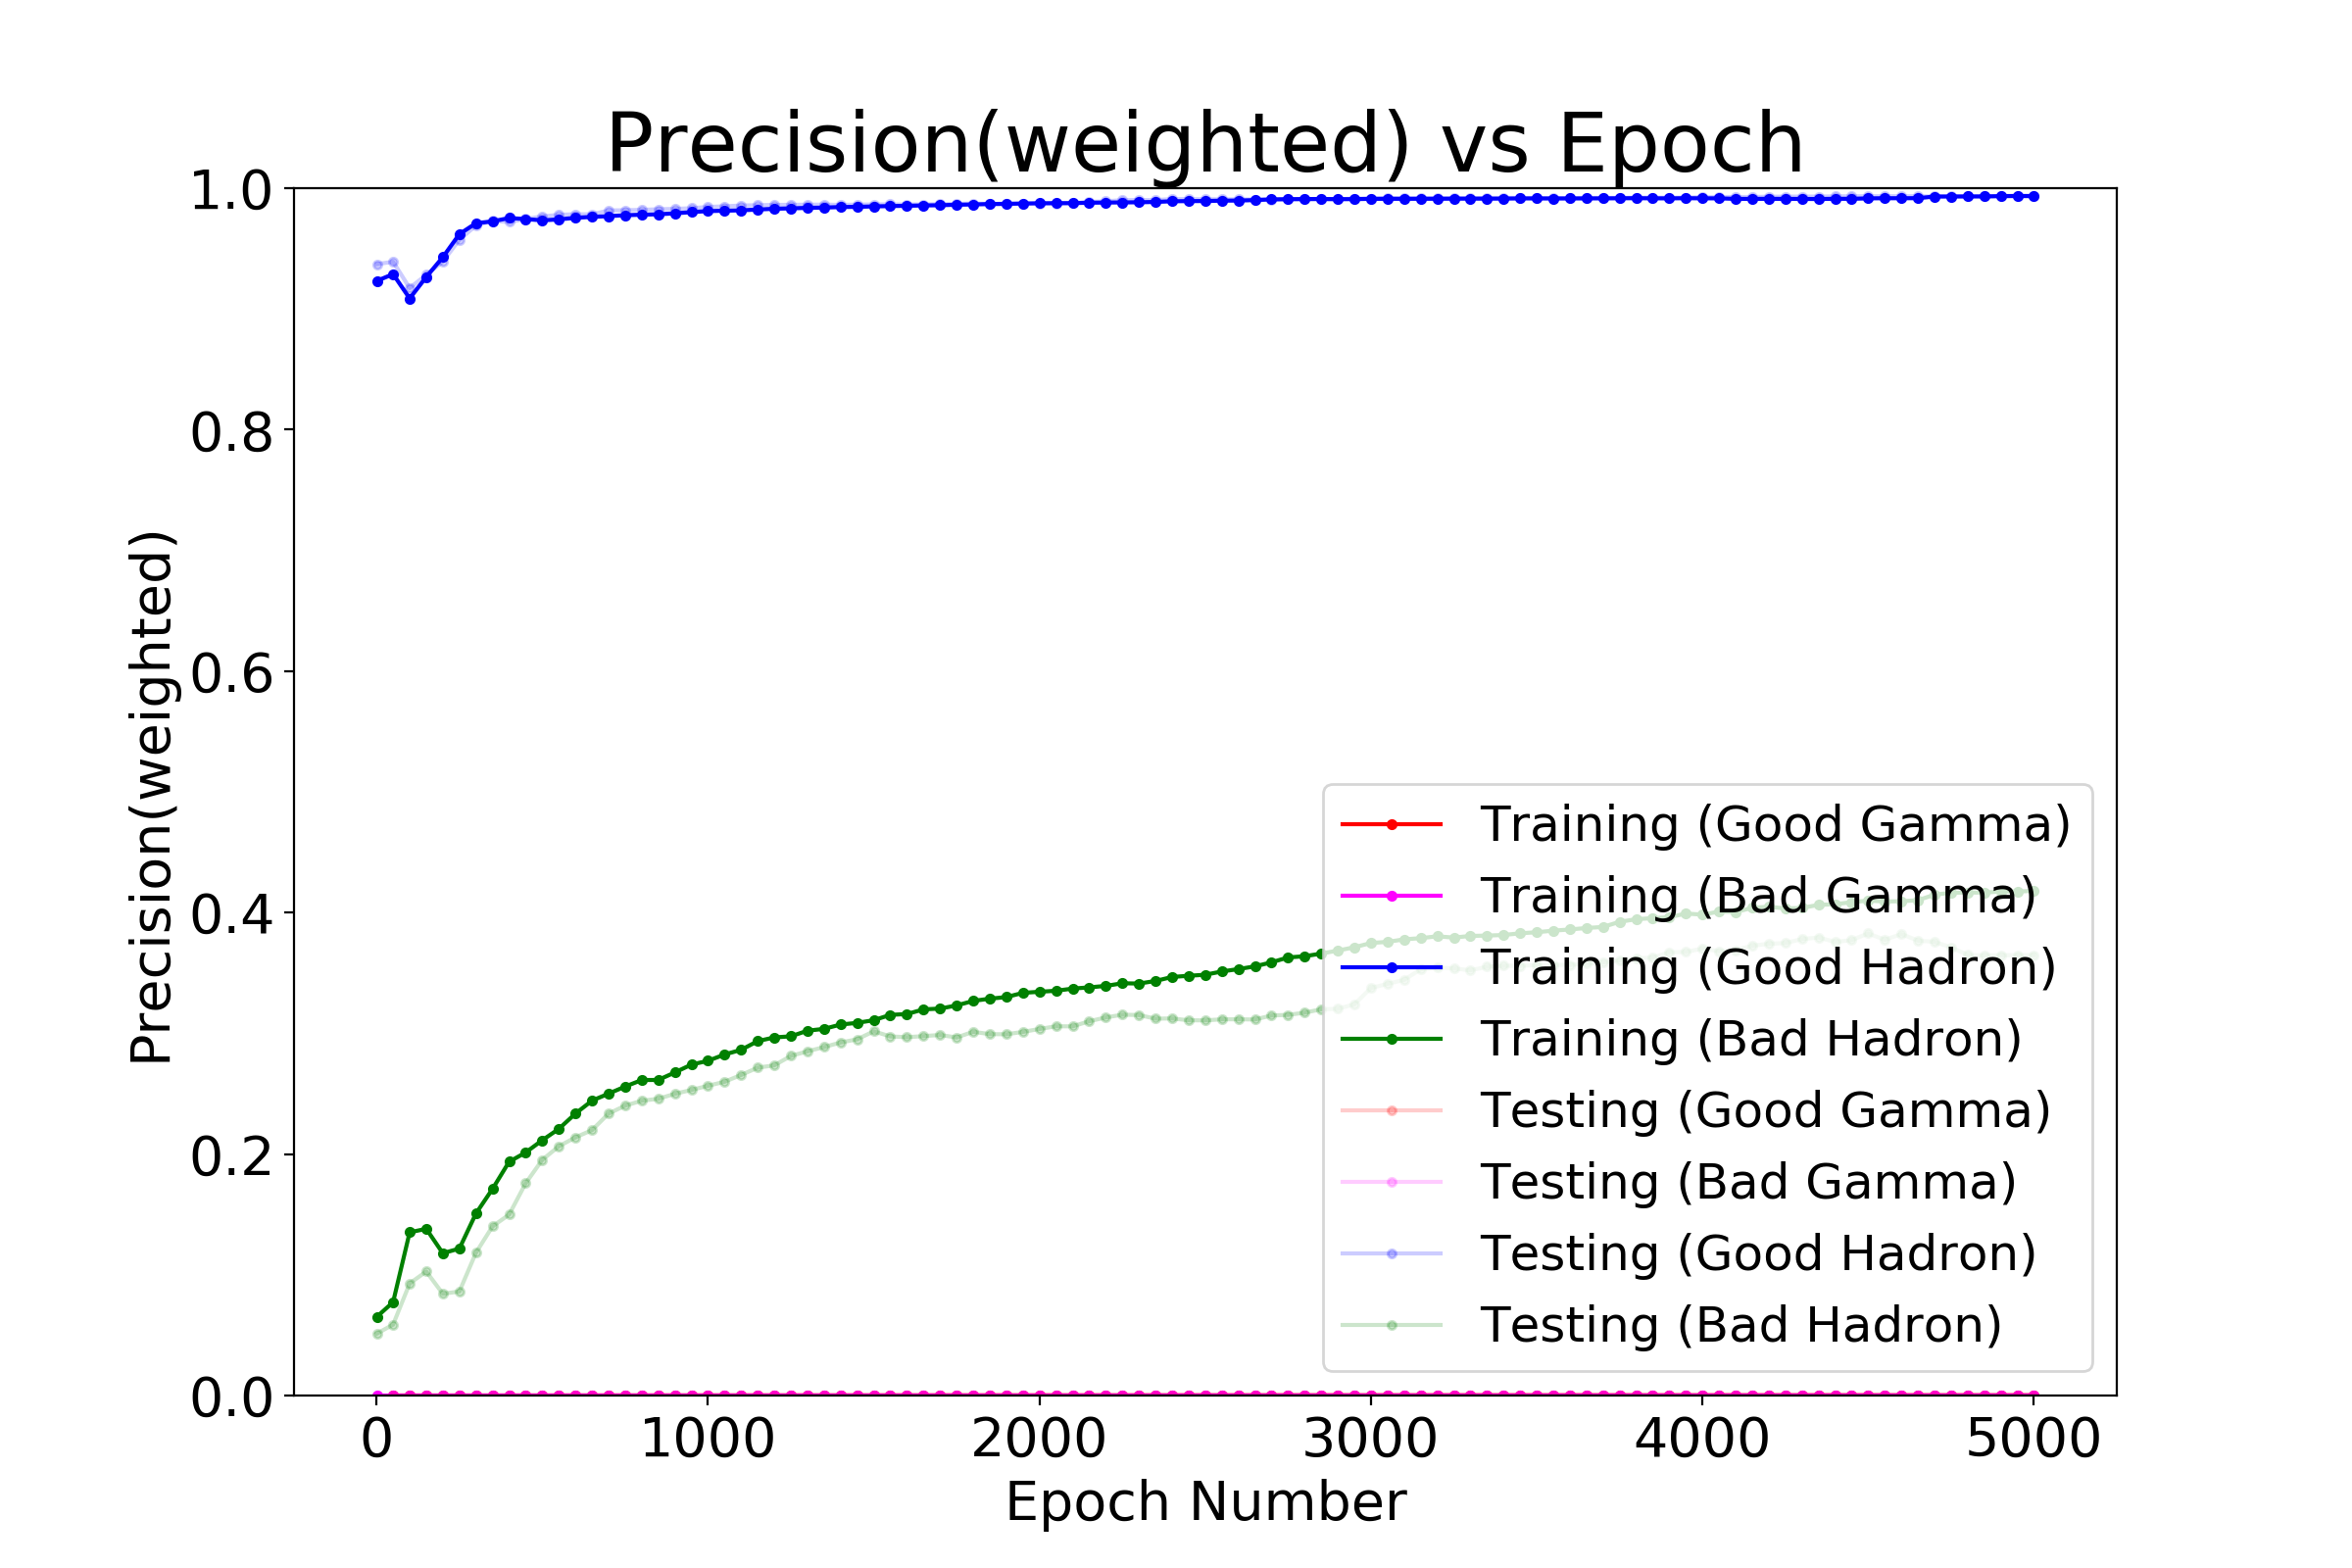 Precision(weighted) vs Epoch
Precision(weighted)
1.0
0.8
0.6
0.4
0.2
0.0
Training (Good Gamma)
Training (Bad Gamma)
Training (Good Hadron)
Training (Bad Hadron)
Testing (Good Gamma)
Testing (Bad Gamma)
Testing (Good Hadron)
Testing (Bad Hadron)
0 1000 2000 3000 4000 5000
Epoch Number